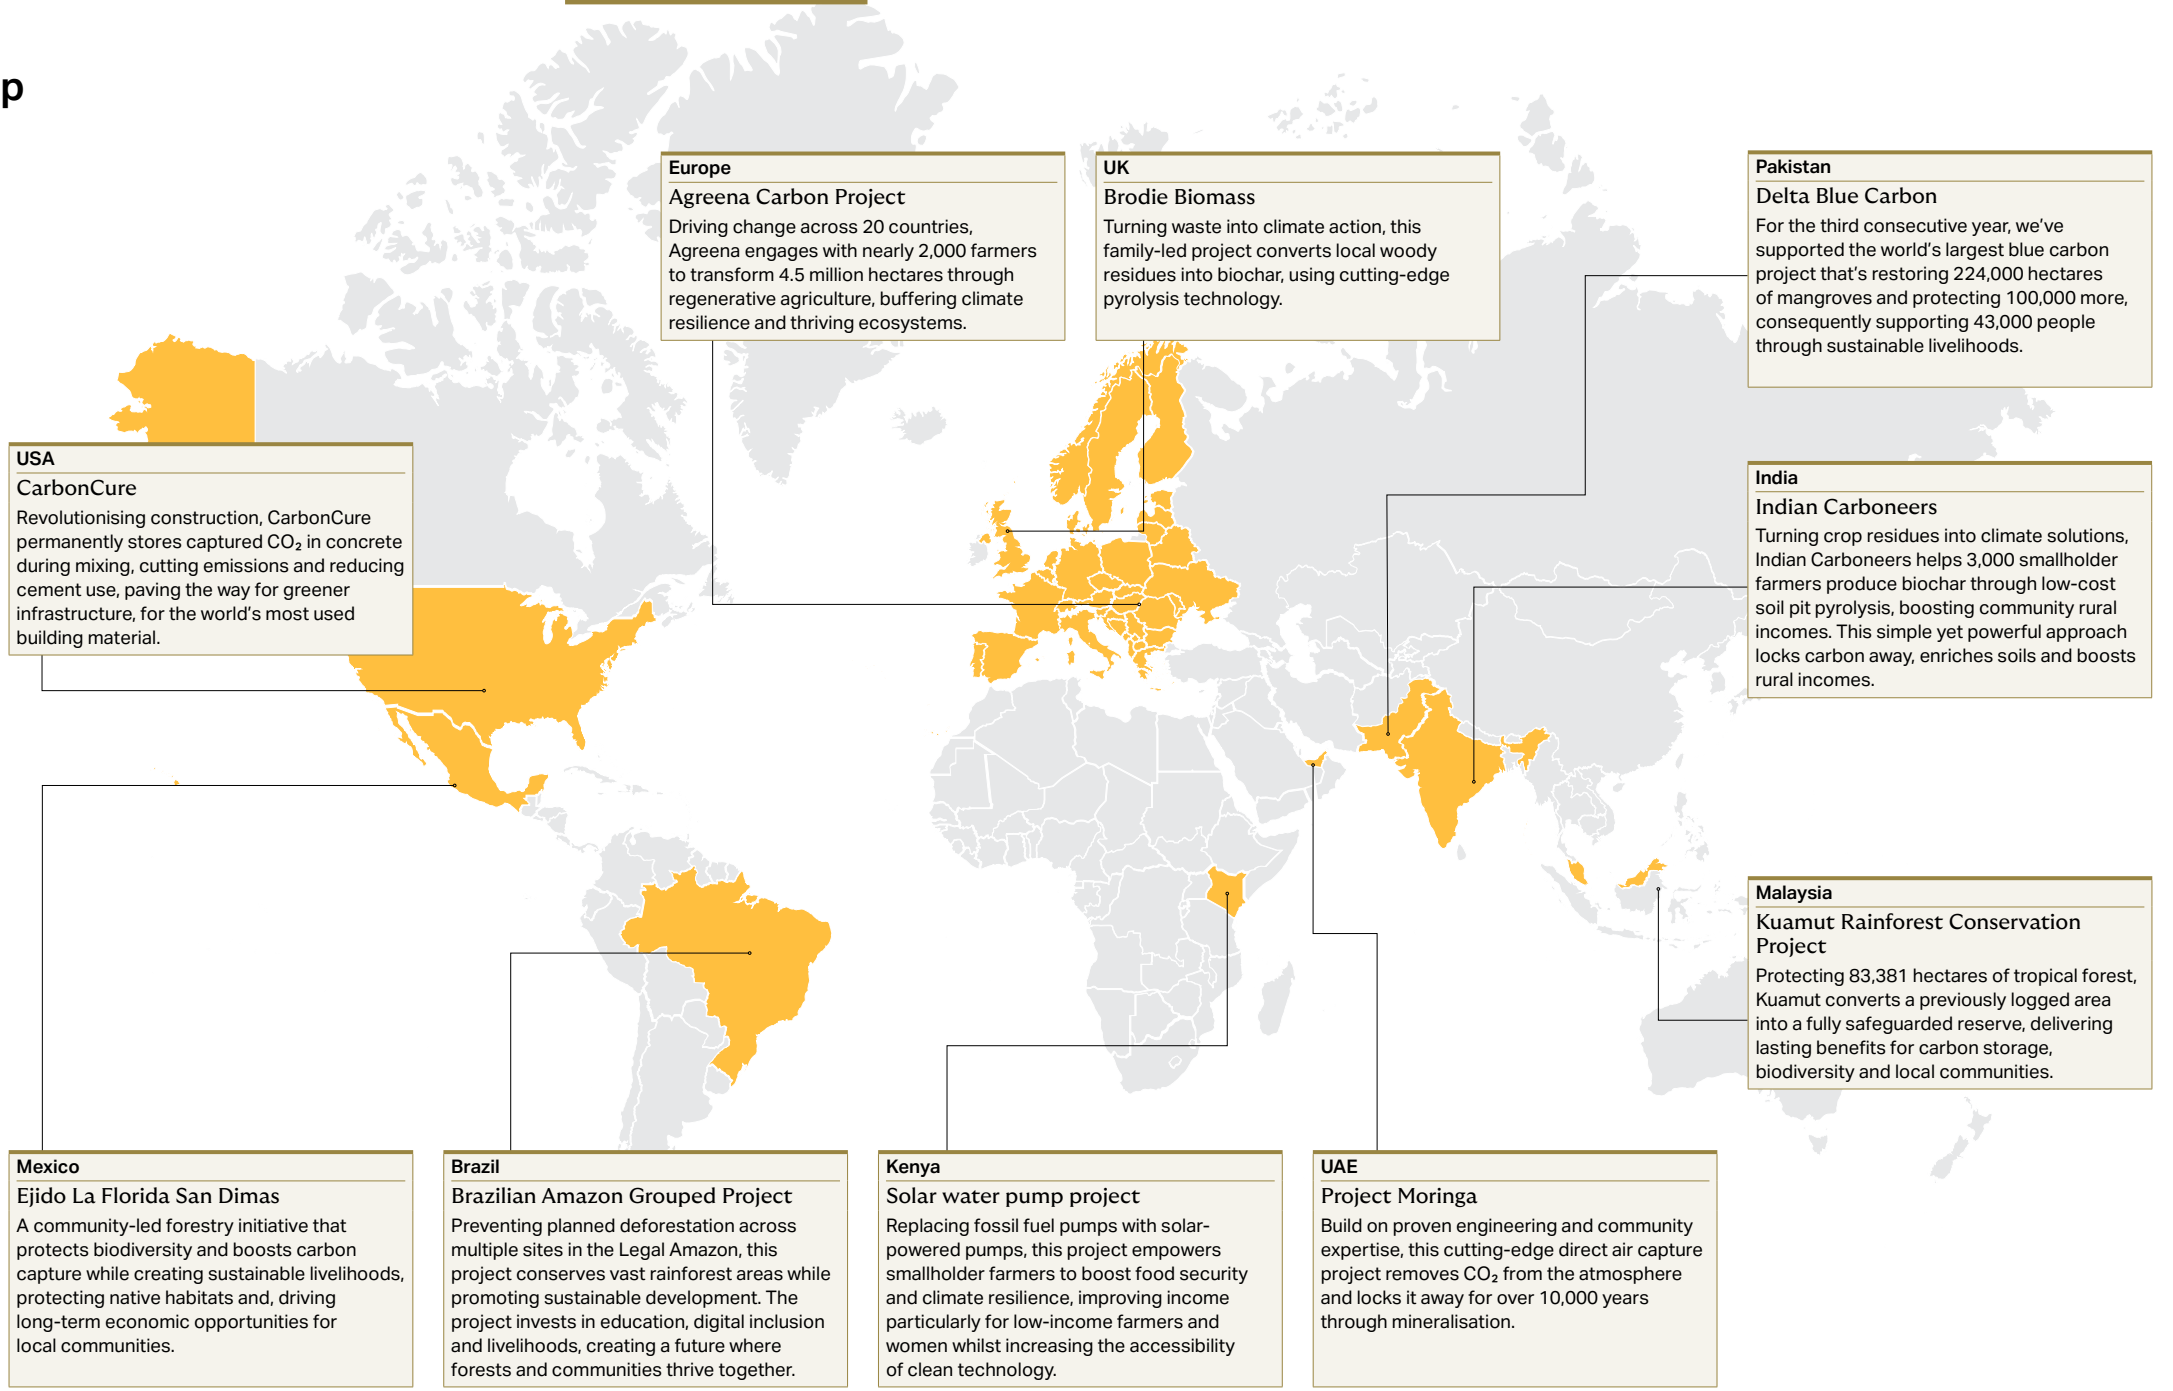 p
Europe
Agreena Carbon Project
Driving change across 20 countries,
Agreena engages with nearly 2,000 farmers
to transform 4.5 million hectares through
regenerative agriculture, buffering climate
resilience and thriving ecosystems.
UK
Brodie Biomass
Turning waste into climate action, this
family-led project converts local woody
residues into biochar, using cutting-edge
pyrolysis technology.
Pakistan
Delta Blue Carbon
For the third consecutive year, we’ve
supported the world’s largest blue carbon
project that’s restoring 224,000 hectares
of mangroves and protecting 100,000 more,
consequently supporting 43,000 people
through sustainable livelihoods.
USA
CarbonCure
Revolutionising construction, CarbonCure
permanently stores captured CO₂ in concrete
during mixing, cutting emissions and reducing
cement use, paving the way for greener
infrastructure, for the world’s most used
building material.
India
Indian Carboneers
Turning crop residues into climate solutions,
Indian Carboneers helps 3,000 smallholder
farmers produce biochar through low-cost
soil pit pyrolysis, boosting community rural
incomes. This simple yet powerful approach
locks carbon away, enriches soils and boosts
rural incomes.
Malaysia
Kuamut Rainforest Conservation
Project
Protecting 83,381 hectares of tropical forest,
Kuamut converts a previously logged area
into a fully safeguarded reserve, delivering
lasting benefits for carbon storage,
biodiversity and local communities.
Mexico
Ejido La Florida San Dimas
A community-led forestry initiative that
protects biodiversity and boosts carbon
capture while creating sustainable livelihoods,
protecting native habitats and, driving
long-term economic opportunities for
local communities.
Brazil
Brazilian Amazon Grouped Project
Preventing planned deforestation across
multiple sites in the Legal Amazon, this
project conserves vast rainforest areas while
promoting sustainable development. The
project invests in education, digital inclusion
and livelihoods, creating a future where
forests and communities thrive together.
Kenya
Solar water pump project
Replacing fossil fuel pumps with solar-
powered pumps, this project empowers
smallholder farmers to boost food security
and climate resilience, improving income
particularly for low-income farmers and
women whilst increasing the accessibility
of clean technology.
UAE
Project Moringa
Build on proven engineering and community
expertise, this cutting-edge direct air capture
project removes CO₂ from the atmosphere
and locks it away for over 10,000 years
through mineralisation.